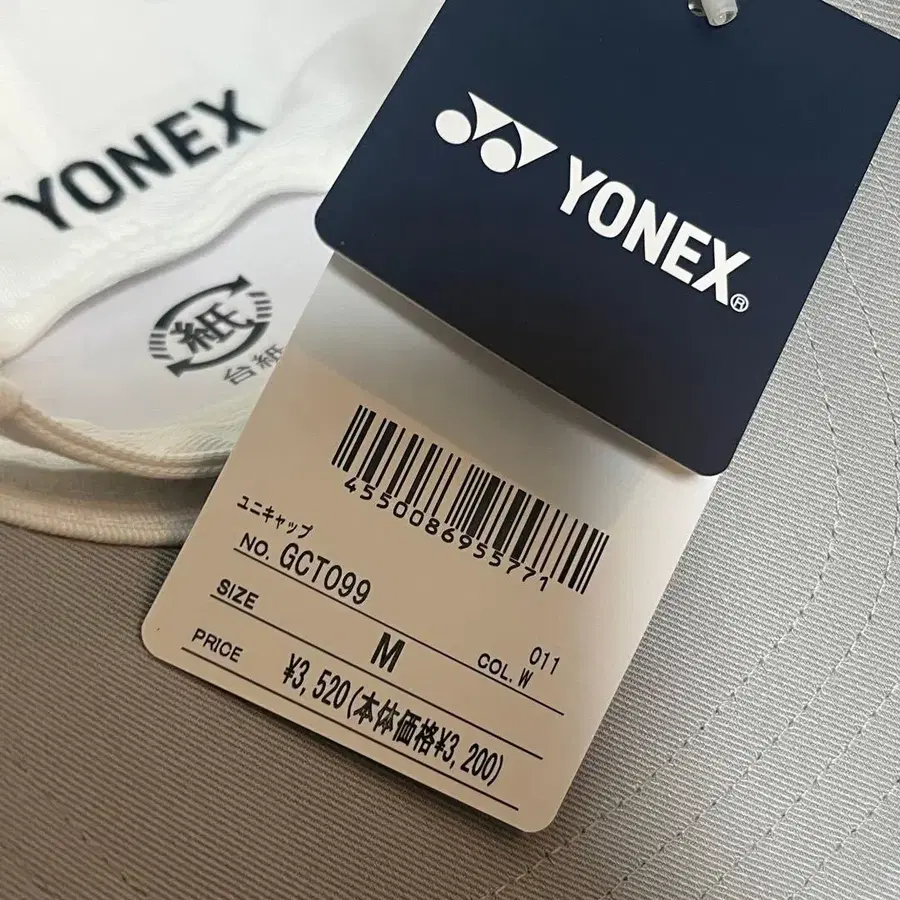 YONEX
紙
台紙
YONEX®
4550086955771
ユニキャップ
NO. GCT099
SIZE M COL. W 011
PRICE ¥3,520(本体価格¥3,200)